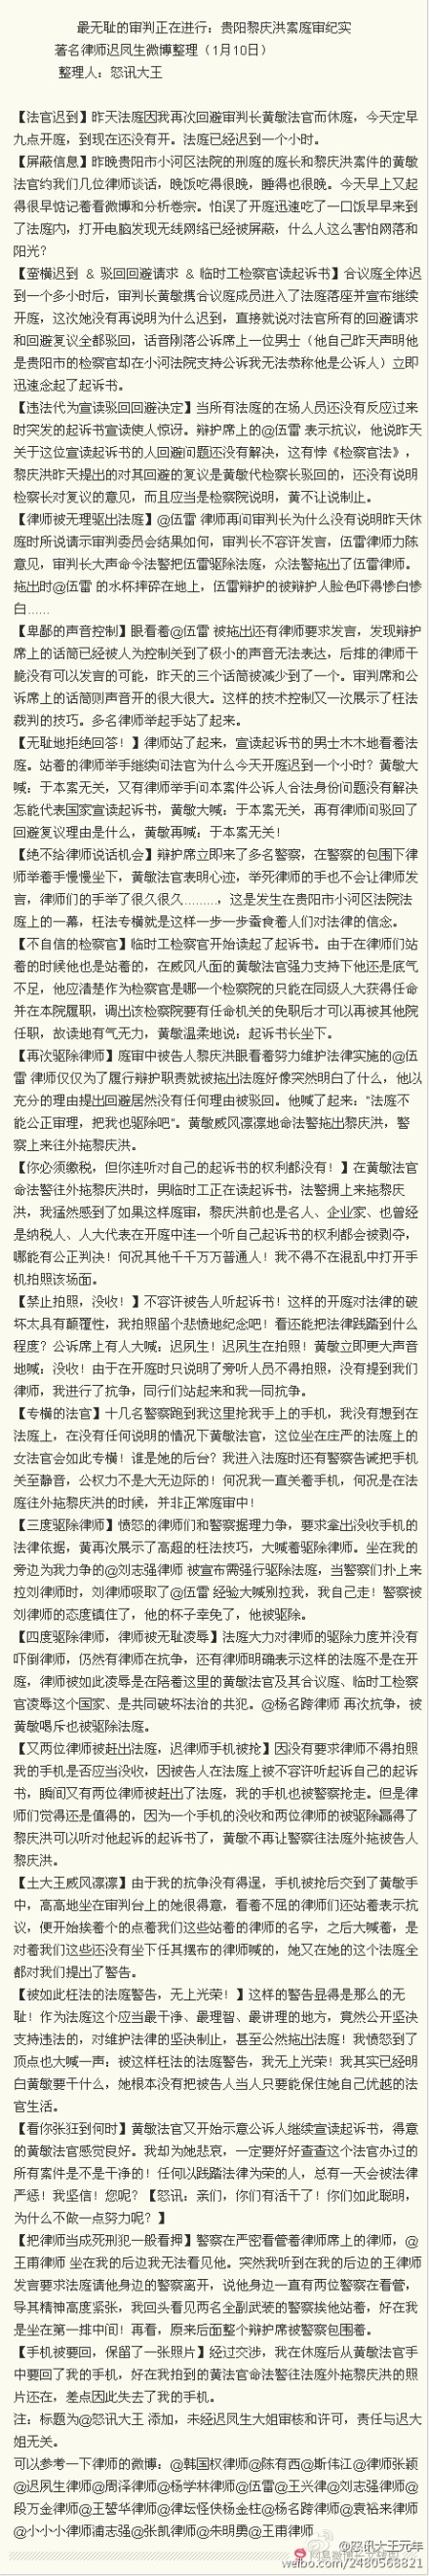 最无耻的审判正在进行：贵阳黎庆洪案庭审纪实
著名律师迟夙生微博整理（1月10日）
整理人：怒讯大王
【法官迟到】昨天法庭因我再次回避审判长黄敏法官而休庭，今天定早
九点开庭，到现在还没有开。法庭已经迟到一个小时。
【屏蔽信息】昨晚贵阳市小河区法院的刑庭的庭长和黎庆洪案件的黄敏
法官约我们几位律师谈话，晚饭吃得很晚，睡得也很晚。今天早上又起
得很早惦记着看微博和分析卷宗。怕误了开庭迅速吃了一口饭早早来到
了法庭内，打开电脑发现无线网络已经被屏蔽，什么人这么害怕网落和
阳光？
【蛮横迟到 & 驳回回避请求 & 临时工检察官读起诉书】合议庭全体迟
到一个多小时后，审判长黄敏携合议庭成员进入了法庭落座并宣布继续
开庭，这次她没有再说明为什么迟到，直接就说对法官所有的回避请求
和回避复议全都驳回，话音刚落公诉席上一位男士（他自己昨天声明他
是贵阳市的检察官却在小河法院支持公诉我无法恭称他是公诉人）立即
迅速念起了起诉书。
【违法代为宣读驳回回避决定】当所有法庭的在场人员还没有反应过来
时突发的起诉书宣读使人惊讶。辩护席上的@伍雷 表示抗议，他说昨天
关于这位宣读起诉书的人回避问题还没有解决，这有悖《检察官法》，
黎庆洪昨天提出的对其回避的复议是黄敏代检察长驳回的，还没有说明
检察长对复议的意见，而且应当是检察院说明，黄不让说制止。
【律师被无理驱出法庭】@伍雷 律师再问审判长为什么没有说明昨天休
庭时所说请示审判委员会结果如何，审判长不容许发言，伍雷律师力陈
意见，审判长大声命令法警把伍雷驱除法庭，众法警拖出了伍雷律师。
拖出时@伍雷 的水杯摔碎在地上，伍雷辩护的被辩护人脸色吓得惨白惨
白……
【卑鄙的声音控制】眼看着@伍雷 被拖出还有律师要求发言，发现辩护
席上的话筒已经被人为控制关到了极小的声音无法表达，后排的律师干
脆没有可以发言的可能，昨天的三个话筒被减少到了一个。审判席和公
诉席上的话筒则声音开的很大很大。这样的技术控制又一次展示了枉法
裁判的技巧。多名律师举起手站了起来。
【无耻地拒绝回答！】律师站了起来，宣读起诉书的男士木木地看着法
庭。站着的律师举手继续问法官为什么今天开庭迟到一个小时？黄敏大
喊：于本案无关，又有律师举手问本案件公诉人合法身份问题没有解决
怎能代表国家宣读起诉书，黄敏大喊：于本案无关，再有律师问驳回了
回避复议理由是什么，黄敏再喊：于本案无关！
【绝不给律师说话机会】辩护席立即来了多名警察，在警察的包围下律
师举着手慢慢坐下，黄敏法官表明心迹，举死律师的手也不会让律师发
言，律师们的手举了很久很久………，这是发生在贵阳市小河区法院法
庭上的一幕，枉法专横就是这样一步一步蚕食着人们对法律的信念。
【不自信的检察官】临时工检察官开始读起了起诉书。由于在律师们站
着的时候他也是站着的，在威风八面的黄敏法官强力支持下他还是底气
不足，他应清楚作为检察官是哪一个检察院的只能在同级人大获得任命
并在本院履职，调出该检察院要有任命机关的免职后才可以再被其他院
任职，故读地有气无力，黄敏温柔地说：起诉书长坐下。
【再次驱除律师】庭审中被告人黎庆洪眼看着努力维护法律实施的@伍
雷 律师仅仅为了履行辩护职责就被拖出法庭好像突然明白了什么，他以
充分的理由提出回避居然没有任何理由被驳回。他喊了起来："法庭不
能公正审理，把我也驱除吧"。黄敏威风凛凛地命法警拖出黎庆洪，警
察上来往外拖黎庆洪。
【你必须缴税，但你连听对自己的起诉书的权利都没有！】在黄敏法官
命法警往外拖黎庆洪时，男临时工正在读起诉书，法警拥上来拖黎庆
洪，我猛然感到了如果这样庭审，黎庆洪前也是名人、企业家、也曾经
是纳税人、人大代表在开庭中连一个听自己起诉书的权利都会被剥夺，
哪能有公正判决！何况其他千千万万普通人！我不得不在混乱中打开手
机拍照该场面。
【禁止拍照，没收！】不容许被告人听起诉书！这样的开庭对法律的破
坏太具有颠覆性，我拍照留个悲愤地纪念吧！看还能把法律践踏到什么
程度？公诉席上有人大喊：迟夙生！迟夙生在拍照！黄敏立即更大声音
地喊：没收！由于在开庭时只说明了旁听人员不得拍照，没有提到我们
律师，我进行了抗争，同行们站起来和我一同抗争。
【专横的法官】十几名警察跑到我这里抢我手上的手机，我没有想到在
法庭上，在没有任何说明的情况下黄敏法官，这位坐在庄严的法庭上的
女法官会如此专横！谁是她的后台？我进入法庭时还有警察告诫把手机
关至静音，公权力不是大无边际的！何况我一直关着手机，何况是在法
庭往外拖黎庆洪的时候，并非正常庭审中！
【三度驱除律师】愤怒的律师们和警察据理力争，要求拿出没收手机的
法律依据，黄再次展示了高超的枉法技巧，大喊着驱除律师。坐在我的
旁边为我力争的@刘志强律师 被宣布需强行驱除法庭，当警察们扑上来
拉刘律师时，刘律师吸取了@伍雷 经验大喊别拉我，我自己走！警察被
刘律师的态度镇住了，他的杯子幸免了，他被驱除。
【四度驱除律师，律师被无耻凌辱】法庭大力对律师的驱除力度并没有
吓倒律师，仍然有律师在抗争，还有律师明确表示这样的法庭不是在开
庭，律师被如此凌辱是在陪着这里的黄敏法官及其合议庭、临时工检察
官凌辱这个国家、是共同破坏法治的共犯。@杨名跨律师 再次抗争，被
黄敏喝斥也被驱除法庭。
【又两位律师被赶出法庭，迟律师手机被抢】因没有要求律师不得拍照
我的手机是否应当没收，因被告人在法庭上被不容许听起诉自己的起诉
书，瞬间又有两位律师被赶出了法庭，我的手机也被警察抢走。但是律
师们觉得还是值得的，因为一个手机的没收和两位律师的被驱除赢得了
黎庆洪可以听对他起诉的起诉书了，黄敏不再让警察往法庭外拖被告人
黎庆洪。
【土大王威风凛凛】由于我的抗争没有得逞，手机被抢后交到了黄敏手
中，高高地坐在审判台上的她很得意，看着不屈的律师们还站着表示抗
议，便开始挨着个的点着我们这些站着的律师的名字，之后大喊着，是
对着我们这些还没有坐下任其摆布的律师喊的，她又在她的这个法庭全
都对我们提出了警告。
【被如此枉法的法庭警告，无上光荣！】这样的警告显得是那么的无
耻！作为法庭这个应当最干净、最理智、最讲理的地方，竟然公开坚决
支持违法的，对维护法律的坚决制止，甚至公然拖出法庭！我愤怒到了
顶点也大喊一声：被这样枉法的法庭警告，我无上光荣！我其实已经明
白黄敏要干什么，她根本没有把被告人当人只要能保住她自己优越的法
官生活。
【看你张狂到何时】黄敏法官又开始示意公诉人继续宣读起诉书，得意
的黄敏法官感觉良好。我却为她悲哀，一定要好好查查这个法官办过的
所有案件是不是干净的！任何以践踏法律为荣的人，总有一天会被法律
严惩！我坚信！您呢？【怒讯：亲们，你们有活干了！你们如此聪明，
为什么不做一点努力呢？】
【把律师当成死刑犯一般看押】警察在严密看管着律师席上的律师，@
王甫律师 坐在我的后边我无法看见他。突然我听到在我的后边的王律师
发言要求法庭请他身边的警察离开，说他身边一直有两位警察在看管，
导其精神高度紧张，我回头看见两名全副武装的警察挨他站着，好在我
是坐在第一排中间！再看，原来后面整个辩护席被警察包围着。
【手机被要回，保留了一张照片】经过交涉，我在休庭后从黄敏法官手
中要回了我的手机，好在我拍到的黄法官命法警往法庭外拖黎庆洪的照
片还在，差点因此失去了我的手机。
注：标题为@怒讯大王 添加，未经迟夙生大姐审核和许可，责任与迟大
姐无关。
可以参考一下律师的微博：@韩国权律师@陈有西@斯伟江@律师张颖
@迟夙生律师@周泽律师@杨学林律师@伍雷@王兴律@刘志强律师@
段万金律师@王誓华律师@律坛怪侠杨金柱@杨名跨律师@袁裕来律师
@小小小律师浦志强@张凯律师@朱明勇@王甫律师
@怒讯大王元年
weibo.com/2480568821